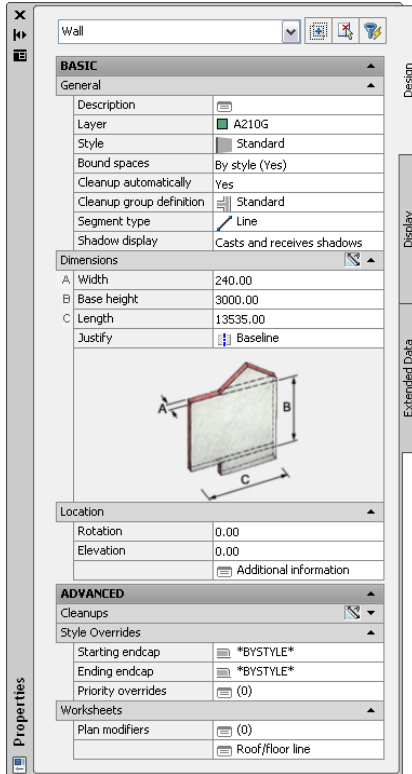 Wall
BASIC
General
Description
Layer A210G
Style Standard
Bound spaces By style (Yes)
Cleanup automatically Yes
Cleanup group definition Standard
Segment type Line
Shadow display Casts and receives shadows
Dimensions
A Width 240.00
B Base height 3000.00
C Length 13535.00
Justify Baseline
A
B
C
Location
Rotation 0.00
Elevation 0.00
Additional information
ADVANCED
Cleanups
Style Overrides
Starting endcap *BYSTYLE*
Ending endcap *BYSTYLE*
Priority overrides (0)
Worksheets
Plan modifiers (0)
Roof/floor line
Design
Display
Extended Data
Properties